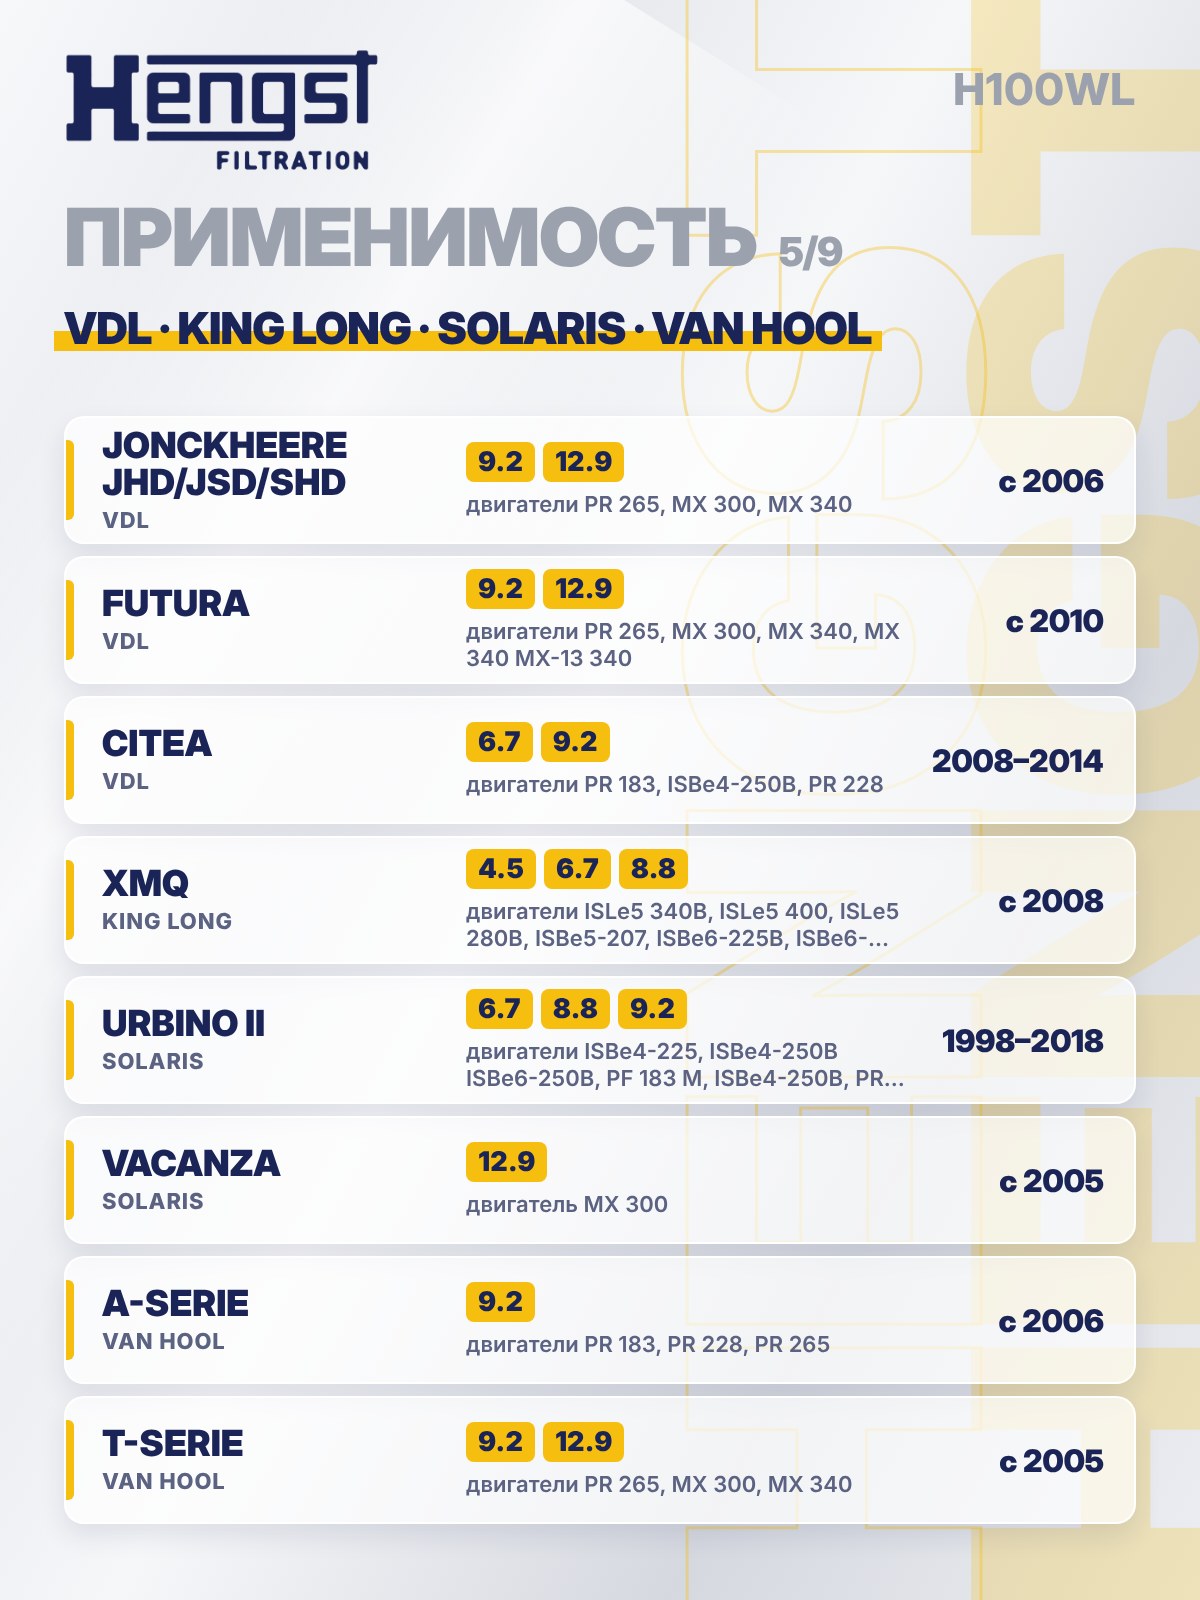 Hengst
FILTRATION
H100WL
ПРИМЕНИМОСТЬ 5/9
VDL · KING LONG · SOLARIS · VAN HOOL
JONCKHEERE
JHD/JSD/SHD
VDL
9.2 12.9
двигатели PR 265, MX 300, MX 340
с 2006
FUTURA
VDL
9.2 12.9
двигатели PR 265, MX 300, MX 340, MX
340 MX-13 340
с 2010
CITEA
VDL
6.7 9.2
двигатели PR 183, ISBe4-250B, PR 228
2008–2014
XMQ
KING LONG
4.5 6.7 8.8
двигатели ISLe5 340B, ISLe5 400, ISLe5
280B, ISBe5-207, ISBe6-225B, ISBe6-...
с 2008
URBINO II
SOLARIS
6.7 8.8 9.2
двигатели ISBe4-225, ISBe4-250B
ISBe6-250B, PF 183 M, ISBe4-250B, PR...
1998–2018
VACANZA
SOLARIS
12.9
двигатель MX 300
с 2005
A-SERIE
VAN HOOL
9.2
двигатели PR 183, PR 228, PR 265
с 2006
T-SERIE
VAN HOOL
9.2 12.9
двигатели PR 265, MX 300, MX 340
с 2005
HENGST